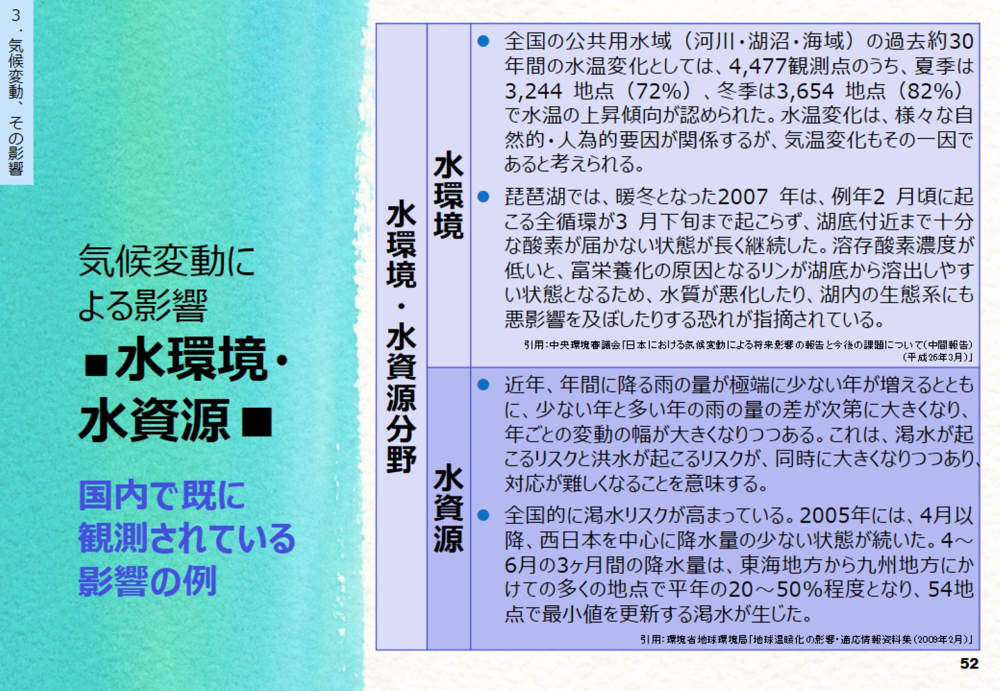 3．気候変動、その影響
気候変動に
よる影響
■水環境・
水資源■
国内で既に
観測されている
影響の例
水環境・水資源分野
水環境
● 全国の公共用水域（河川・湖沼・海域）の過去約30
年間の水温変化としては、4,477観測点のうち、夏季は
3,244 地点（72%）、冬季は3,654 地点（82%）
で水温の上昇傾向が認められた。水温変化は、様々な自
然的・人為的要因が関係するが、気温変化もその一因で
あると考えられる。
● 琵琶湖では、暖冬となった2007 年は、例年2 月頃に起
こる全循環が3 月下旬まで起こらず、湖底付近まで十分
な酸素が届かない状態が長く継続した。溶存酸素濃度が
低いと、富栄養化の原因となるリンが湖底から溶出しやす
い状態となるため、水質が悪化したり、湖内の生態系にも
悪影響を及ぼしたりする恐れが指摘されている。
引用：中央環境審議会「日本における気候変動による将来影響の報告と今後の課題について（中間報告）
（平成26年3月）」
水資源
● 近年、年間に降る雨の量が極端に少ない年が増えるととも
に、少ない年と多い年の雨の量の差が次第に大きくなり、
年ごとの変動の幅が大きくなりつつある。これは、渇水が起
こるリスクと洪水が起こるリスクが、同時に大きくなりつつあり、
対応が難しくなることを意味する。
● 全国的に渇水リスクが高まっている。2005年には、4月以
降、西日本を中心に降水量の少ない状態が続いた。4～
6月の3ヶ月間の降水量は、東海地方から九州地方にか
けての多くの地点で平年の20～50%程度となり、54地
点で最小値を更新する渇水が生じた。
引用：環境省地球環境局「地球温暖化の影響・適応情報資料集（2009年2月）」
52